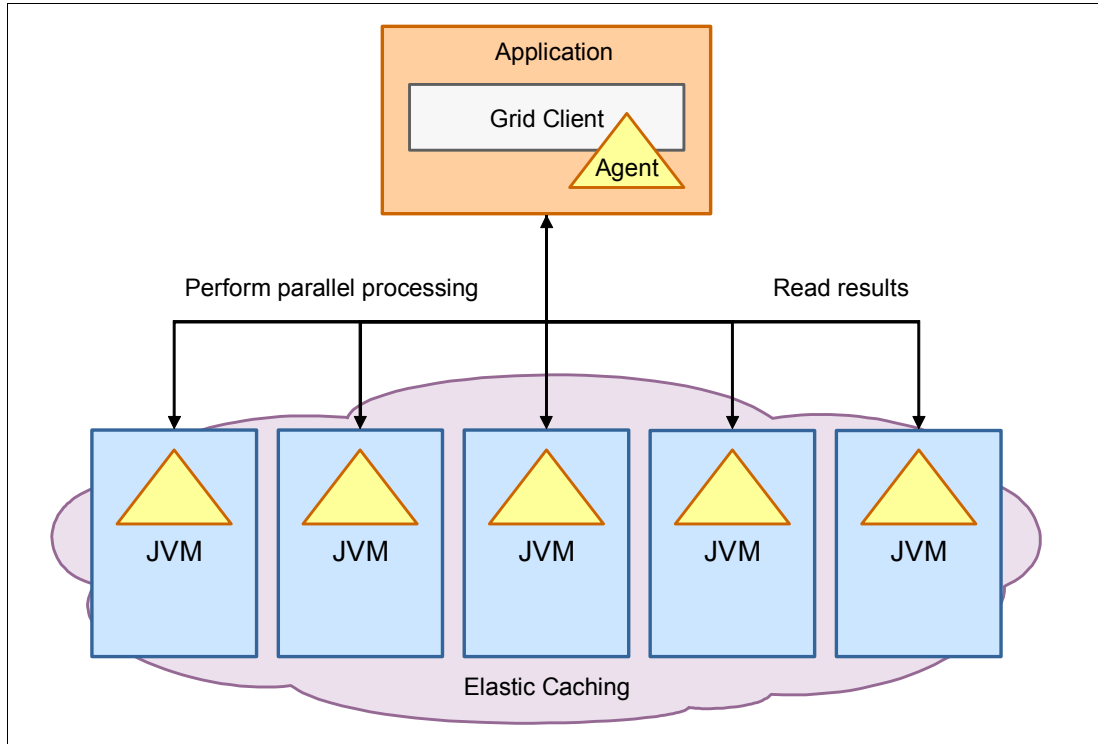 Application
Grid Client
Agent
Perform parallel processing
Read results
JVM
JVM
JVM
JVM
JVM
Elastic Caching